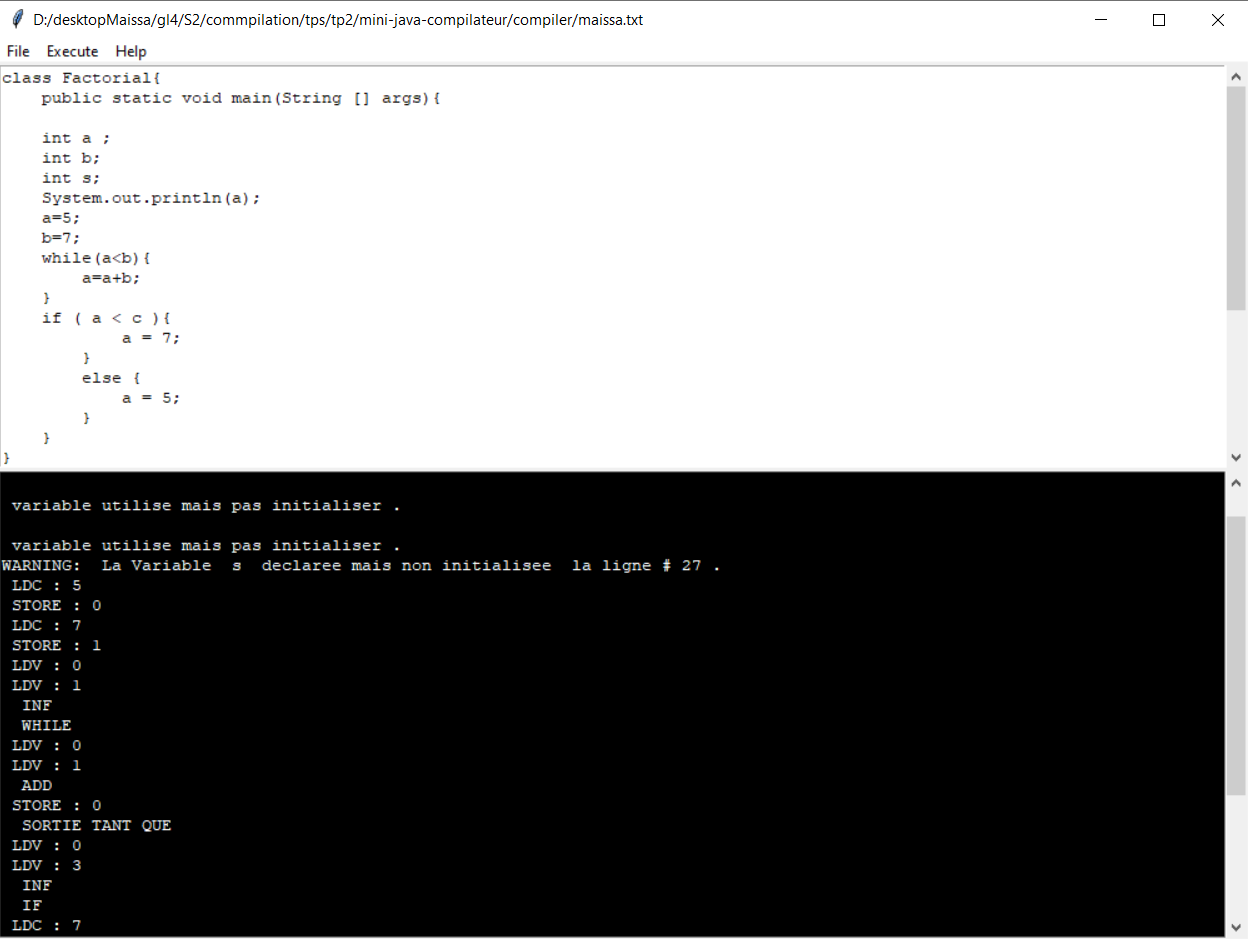 D:/desktopMaissa/gl4/S2/commpilation/tps/tp2/mini-java-compilateur/compiler/maissa.txt
File Execute Help
class Factorial{
public static void main(String [] args){
int a ;
int b;
int s;
System.out.println(a);
a=5;
b=7;
while(a<b){
a=a+b;
}
if ( a < c ){
a = 7;
}
else {
a = 5;
}
}
}
variable utilise mais pas initialiser .
variable utilise mais pas initialiser .
WARNING: La Variable s declaree mais non initialisee la ligne # 27 .
LDC : 5
STORE : 0
LDC : 7
STORE : 1
LDV : 0
LDV : 1
INF
WHILE
LDV : 0
LDV : 1
ADD
STORE : 0
SORTIE TANT QUE
LDV : 0
LDV : 3
INF
IF
LDC : 7